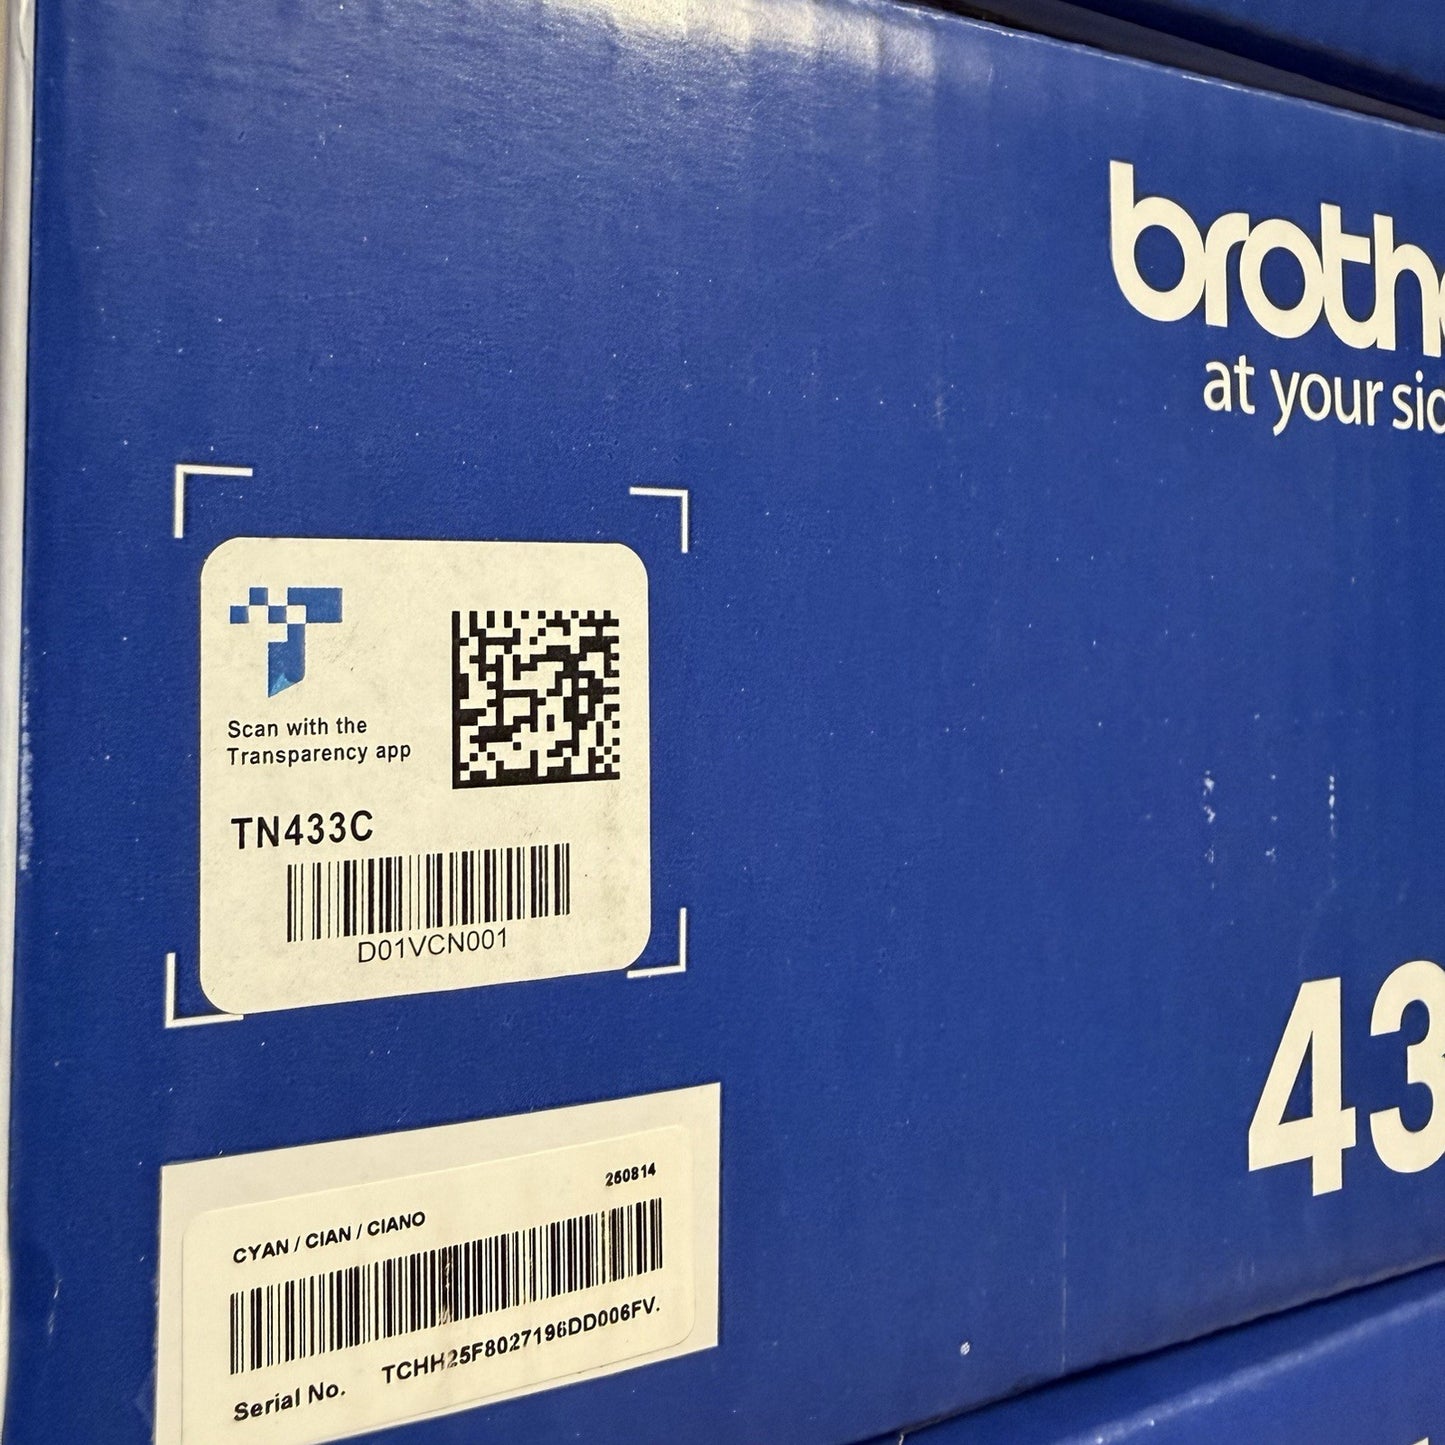 brothe
at your sid
Scan with the
Transparency app
TN433C
D01VCN001
43
250814
CYAN / CIAN / CIANO
TCHH25F8027196DD006FV.
Serial No.